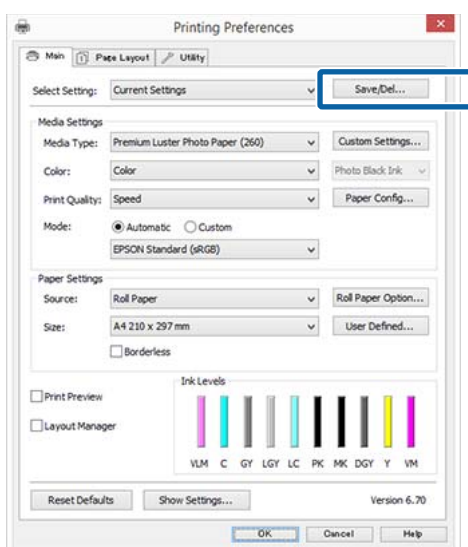 Printing Preferences
Main Page Layout Utility
Select Setting: Current Settings Save/Del...
Media Settings
Media Type: Premium Luster Photo Paper (260) Custom Settings...
Color: Color Photo Black Ink
Print Quality: Speed Paper Config...
Mode: Automatic Custom
EPSON Standard (sRGB)
Paper Settings
Source: Roll Paper Roll Paper Option...
Size: A4 210 x 297 mm User Defined...
Borderless
Ink Levels
Print Preview
Layout Manager
VLM C GY LGY LC PK MK DGY Y VM
Reset Defaults Show Settings... Version 6.70
OK Cancel Help